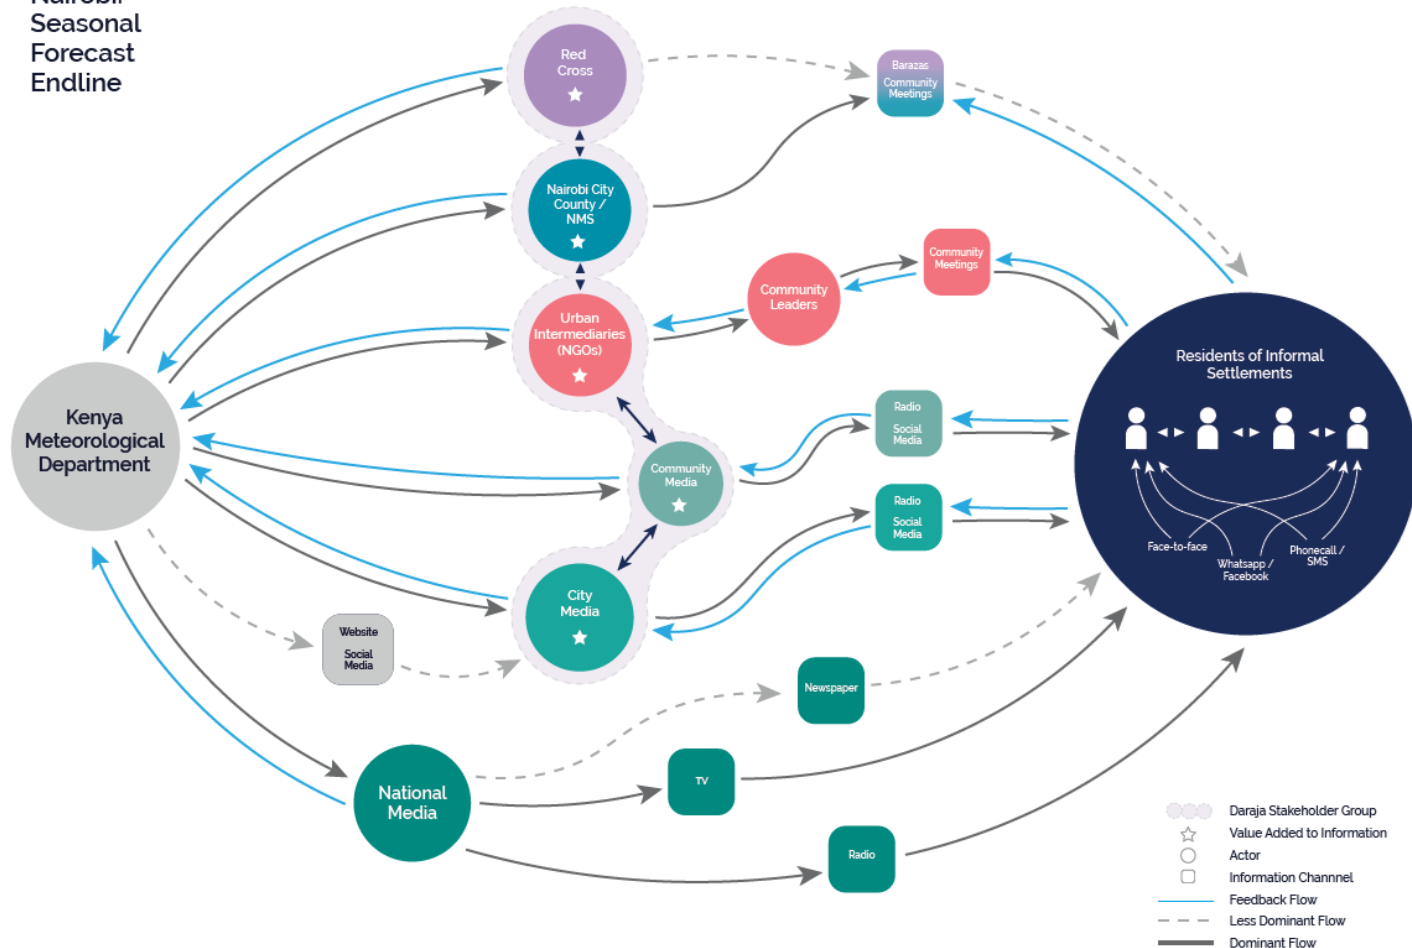 Seasonal
Forecast
Endline
Red
Cross
Barazas
Community
Meetings
Nairobi City
County /
NMS
Community
Meetings
Community
Leaders
Urban
Intermediaries
(NGOs)
Residents of Informal
Settlements
Kenya
Meteorological
Department
Radio
Social
Media
Community
Media
Radio
Social
Media
Face-to-face
Whatsapp /
Facebook
Phonecall /
SMS
City
Media
Website
Social
Media
Newspaper
TV
National
Media
Radio
Daraja Stakeholder Group
Value Added to Information
Actor
Information Channnel
Feedback Flow
Less Dominant Flow
Dominant Flow